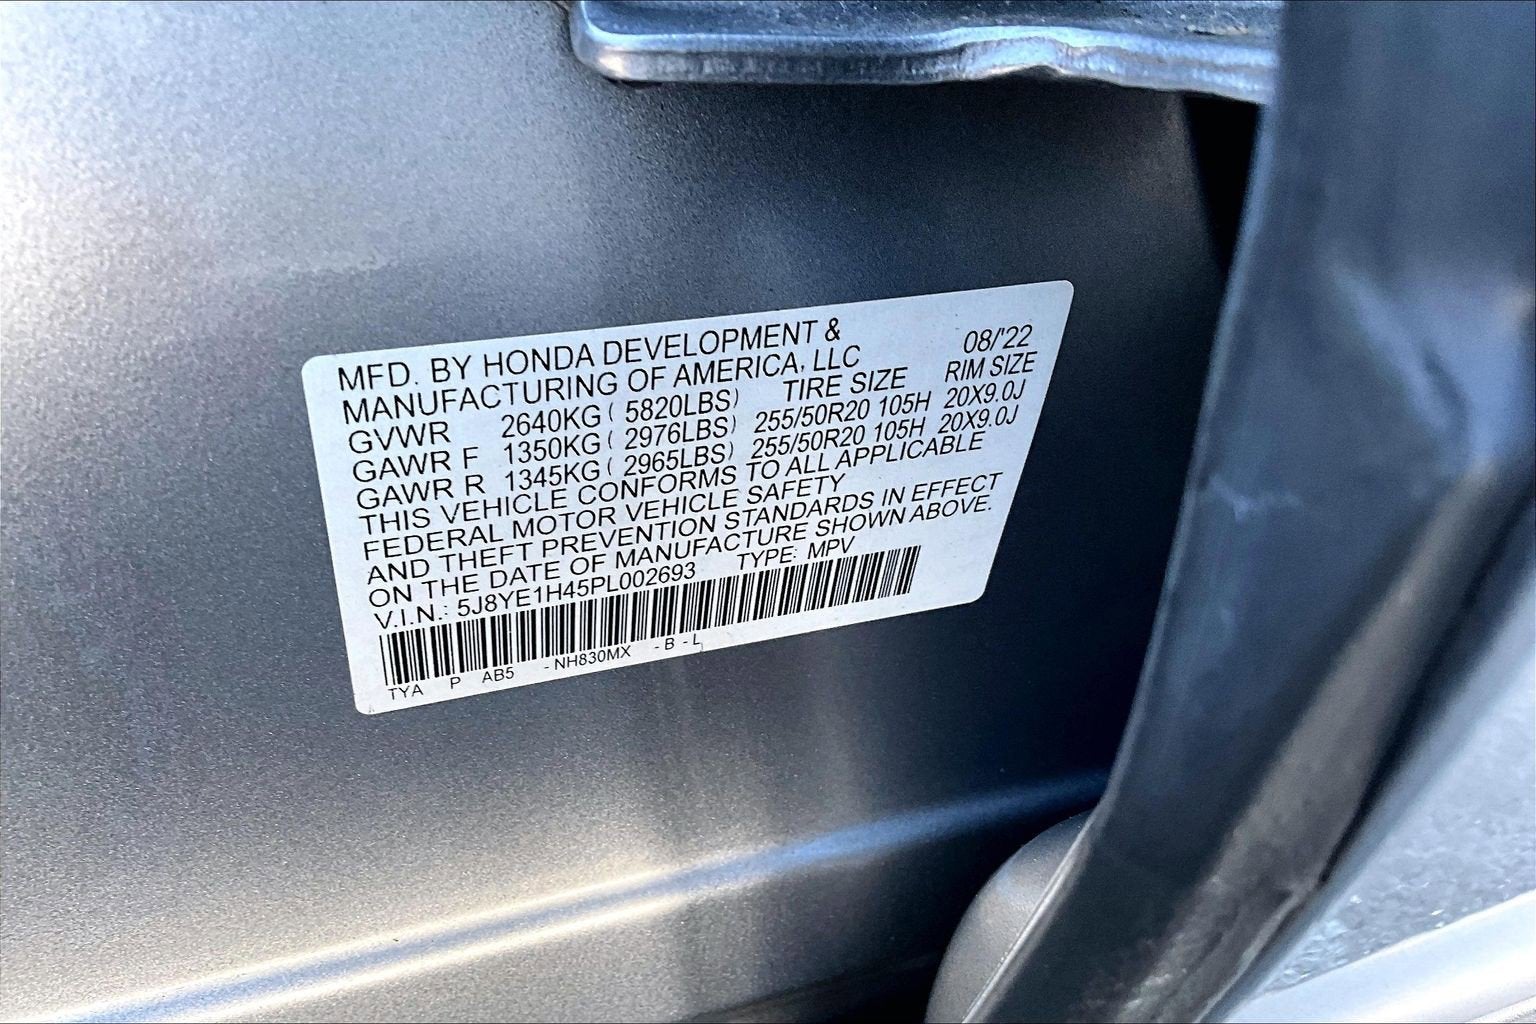 MFD. BY HONDA DEVELOPMENT & 08/'22
MANUFACTURING OF AMERICA, LLC
TIRE SIZE RIM SIZE
GVWR 2640KG ( 5820LBS)
GAWR F 1350KG ( 2976LBS) 255/50R20 105H 20X9.0J
GAWR R 1345KG ( 2965LBS) 255/50R20 105H 20X9.0J
THIS VEHICLE CONFORMS TO ALL APPLICABLE
FEDERAL MOTOR VEHICLE SAFETY
AND THEFT PREVENTION STANDARDS IN EFFECT
ON THE DATE OF MANUFACTURE SHOWN ABOVE.
V.I.N.: 5J8YE1H45PL002693 TYPE: MPV
TYA P AB5 - NH830MX - B - L